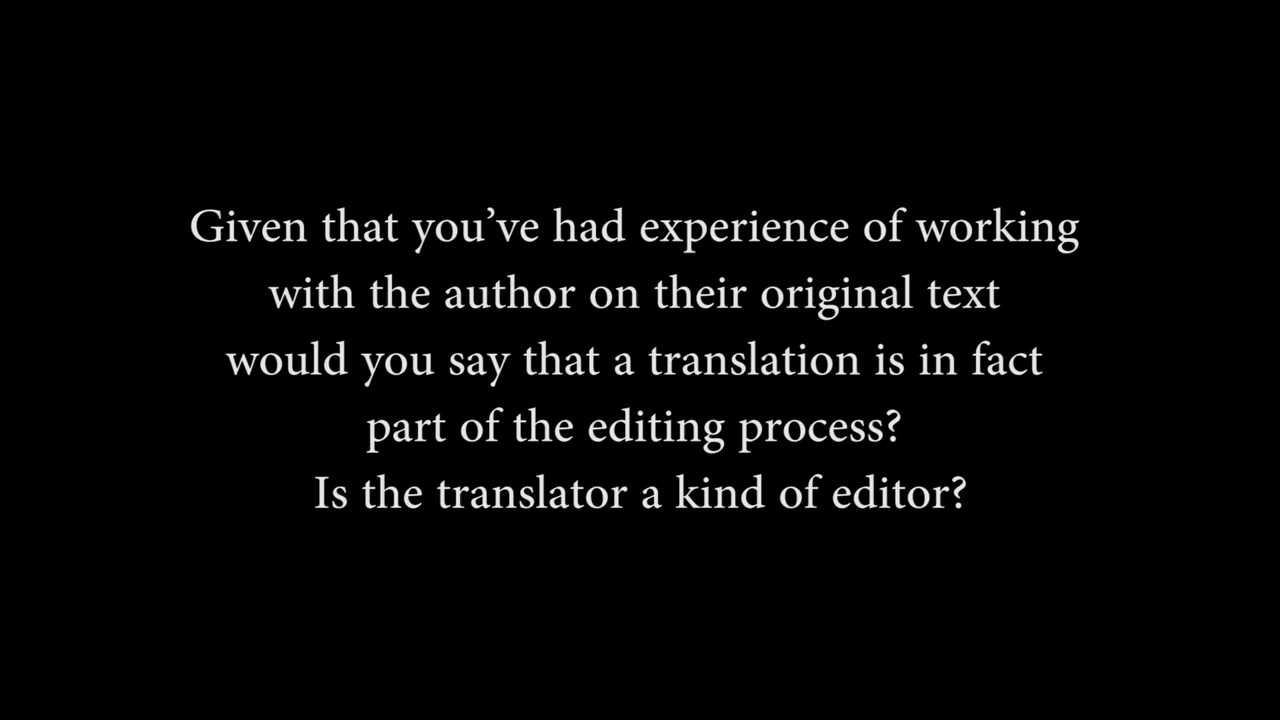 Given that you’ve had experience of working
with the author on their original text
would you say that a translation is in fact
part of the editing process?
Is the translator a kind of editor?